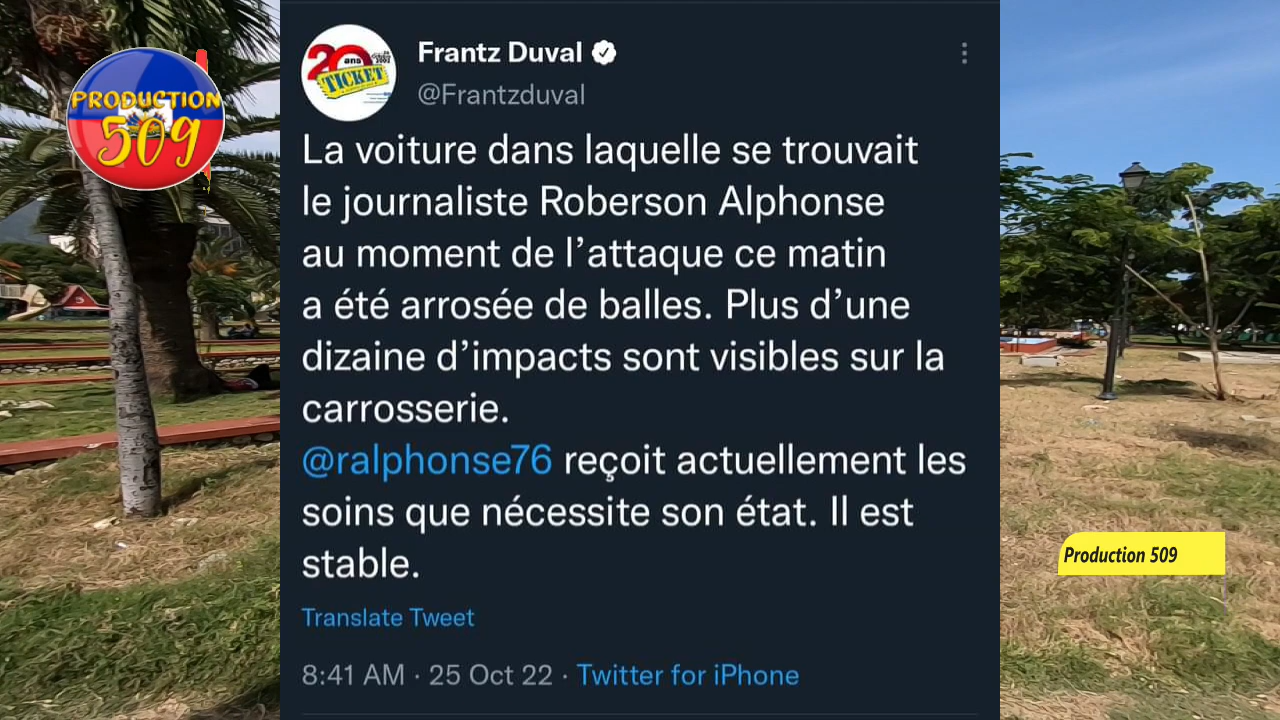 PRODUCTION
509
20 ans
TICKET
Frantz Duval
@Frantzduval
La voiture dans laquelle se trouvait
le journaliste Roberson Alphonse
au moment de l’attaque ce matin
a été arrosée de balles. Plus d’une
dizaine d’impacts sont visibles sur la
carrosserie.
@ralphonse76 reçoit actuellement les
soins que nécessite son état. Il est
stable.
Translate Tweet
8:41 AM · 25 Oct 22 · Twitter for iPhone
Production 509